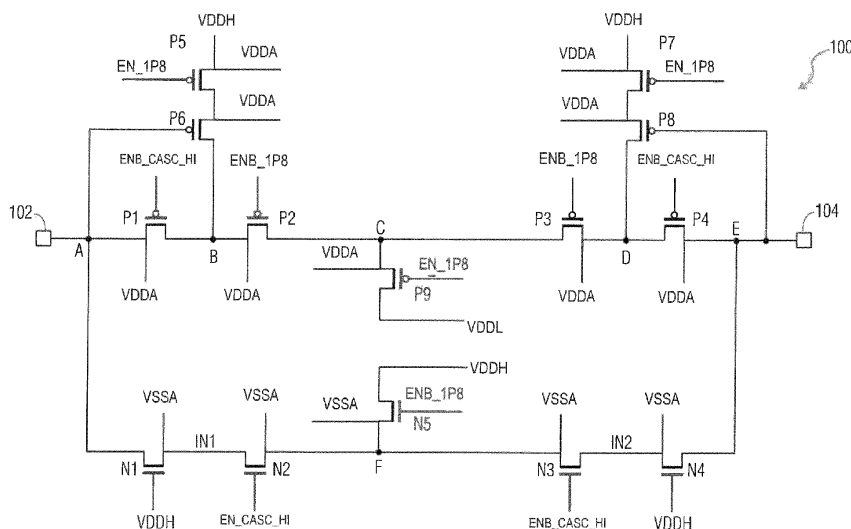 VDDH
VDDH
P5
P7
100
VDDA
VDDA
EN_1P8
EN_1P8
VDDA
VDDA
P6
P8
ENB_CASC_HI
ENB_1P8
ENB_1P8
ENB_CASC_HI
102
P1
P2
C
P3
P4
E
104
A
B
D
VDDA
EN_1P8
VDDA
VDDA
P9
VDDA
VDDA
VDDL
VDDH
VSSA
VSSA
ENB_1P8
VSSA
VSSA
VSSA
N5
IN1
IN2
N1
N2
F
N3
N4
VDDH
EN_CASC_HI
ENB_CASC_HI
VDDH